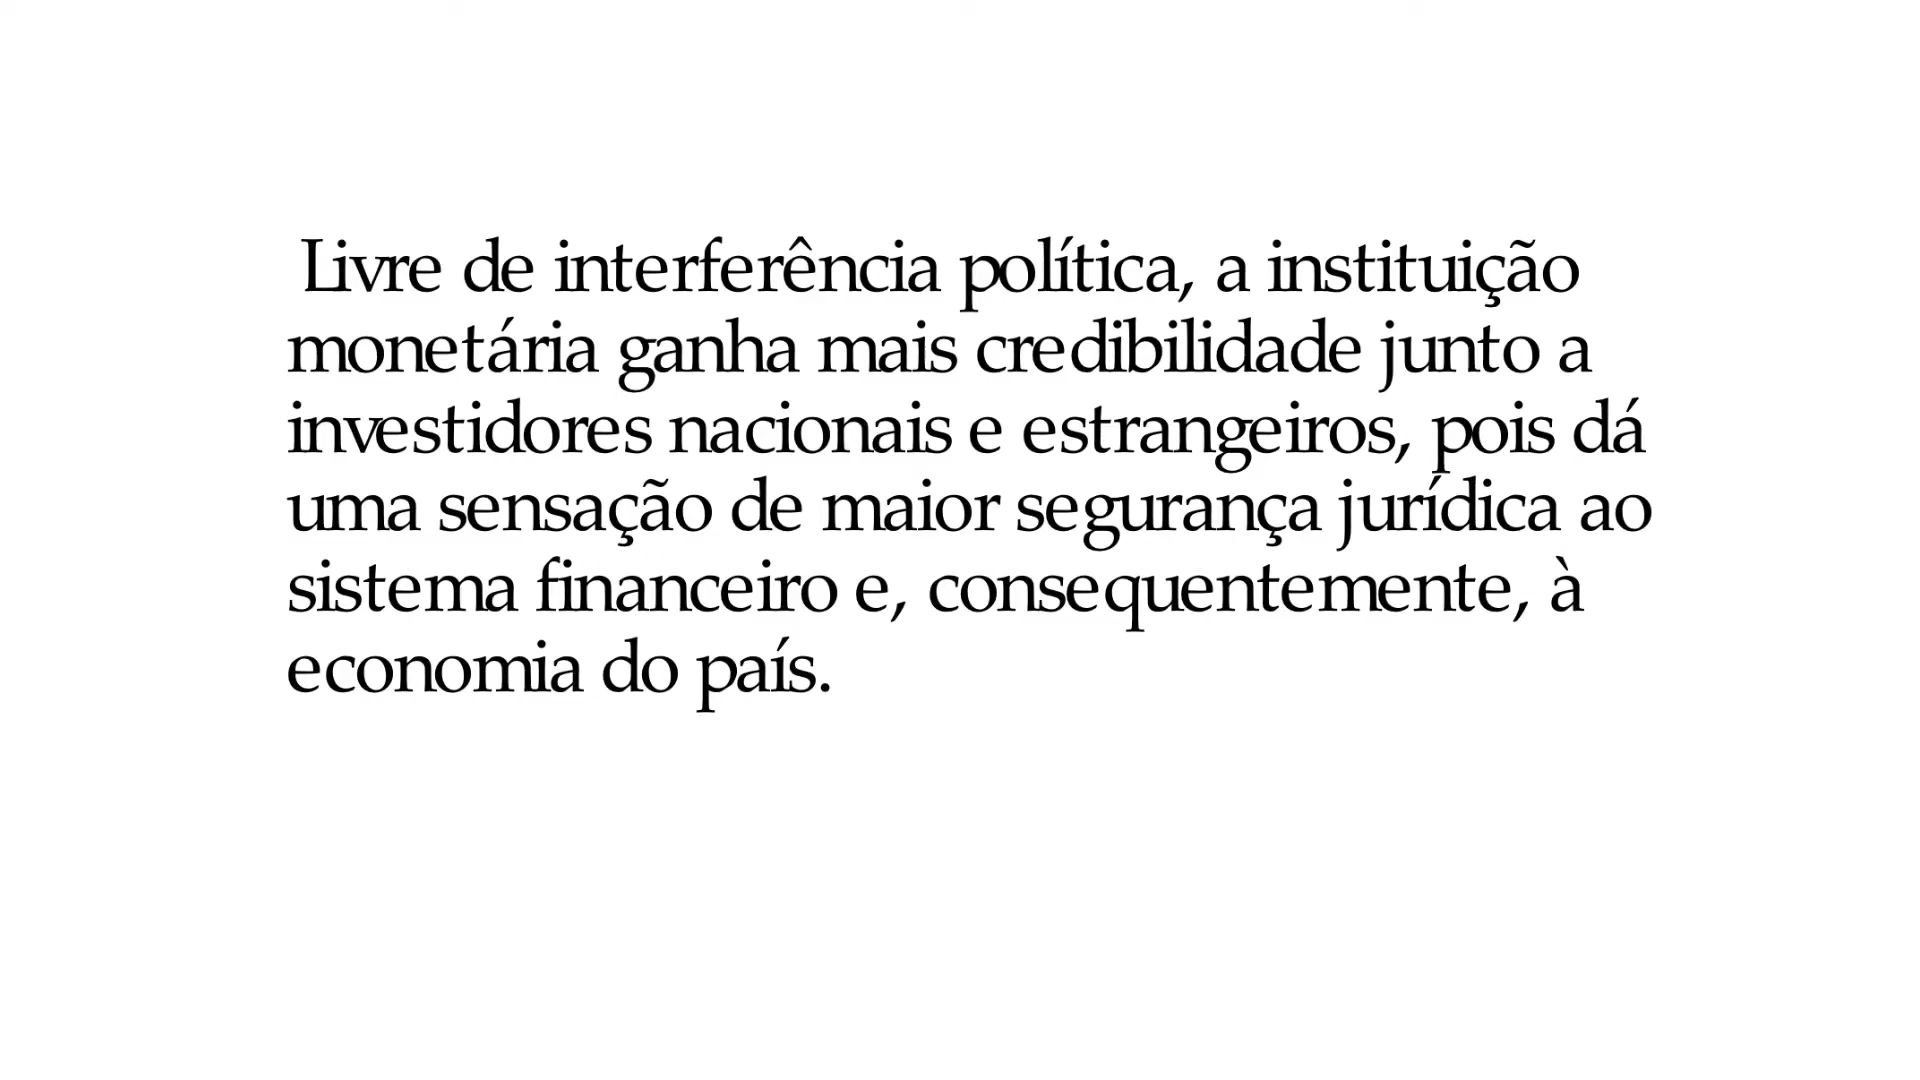 Livre de interferência política, a instituição
monetária ganha mais credibilidade junto a
investidores nacionais e estrangeiros, pois dá
uma sensação de maior segurança jurídica ao
sistema financeiro e, consequentemente, à
economia do país.